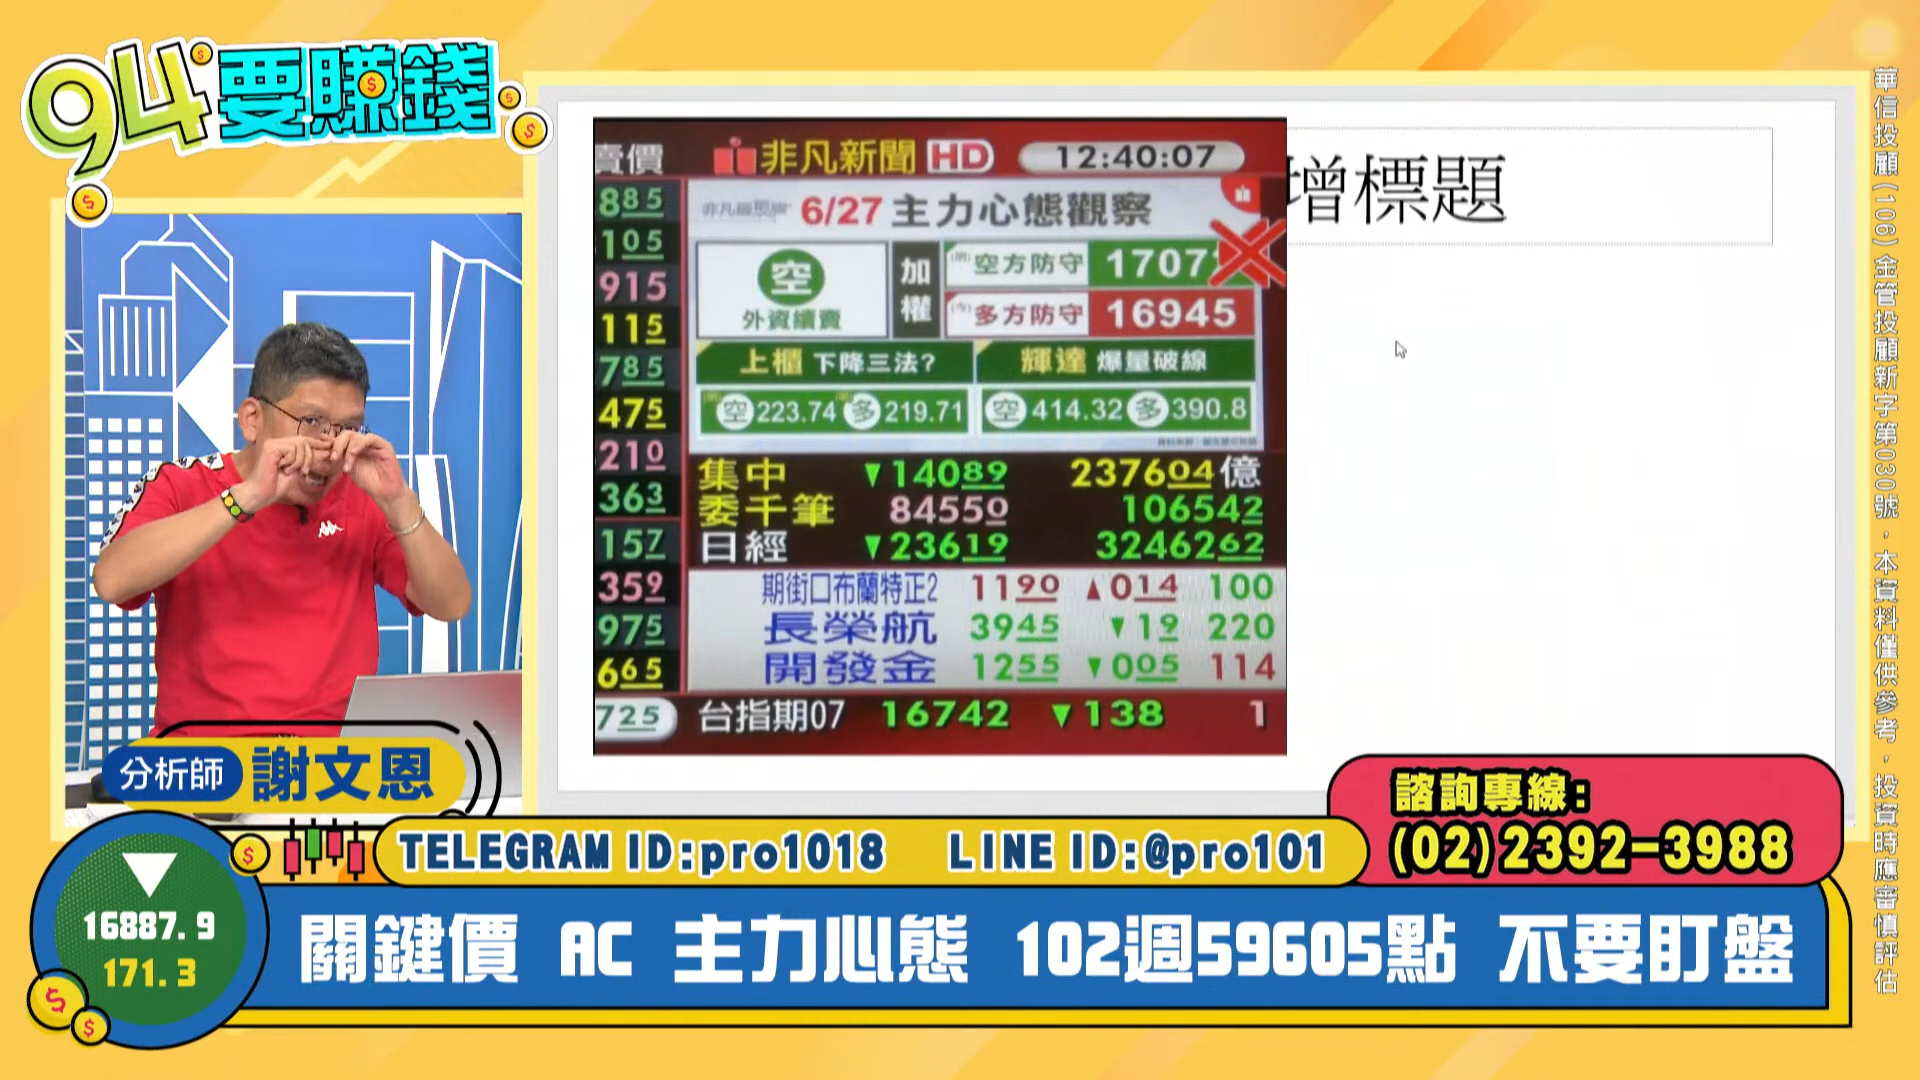 94要賺錢
賣價
非凡新聞 HD
12:40:07
885
105
915
115
785
475
210
363
157
359
975
665
725
6/27 主力心態觀察
空
外資續賣
加權
空方防守 1707
多方防守 16945
上櫃 下降三法?
輝達 爆量破線
空 223.74 多 219.71
空 414.32 多 390.8
集中 ▼14089 237604億
委千筆 84550 106542
日經 ▼23619 3246262
期街口布蘭特正2 1190 ▲014 100
長榮航 3945 ▼19 220
開發金 1255 ▼005 114
台指期07 16742 ▼138 1
增標題
華信投顧(106)金管投顧新字第030號，本資料僅供參考，投資時應審慎評估
分析師 謝文恩
TELEGRAM ID:pro1018 LINE ID:@pro101
諮詢專線:
(02)2392-3988
16887.9
171.3
關鍵價 AC 主力心態 102週59605點 不要盯盤